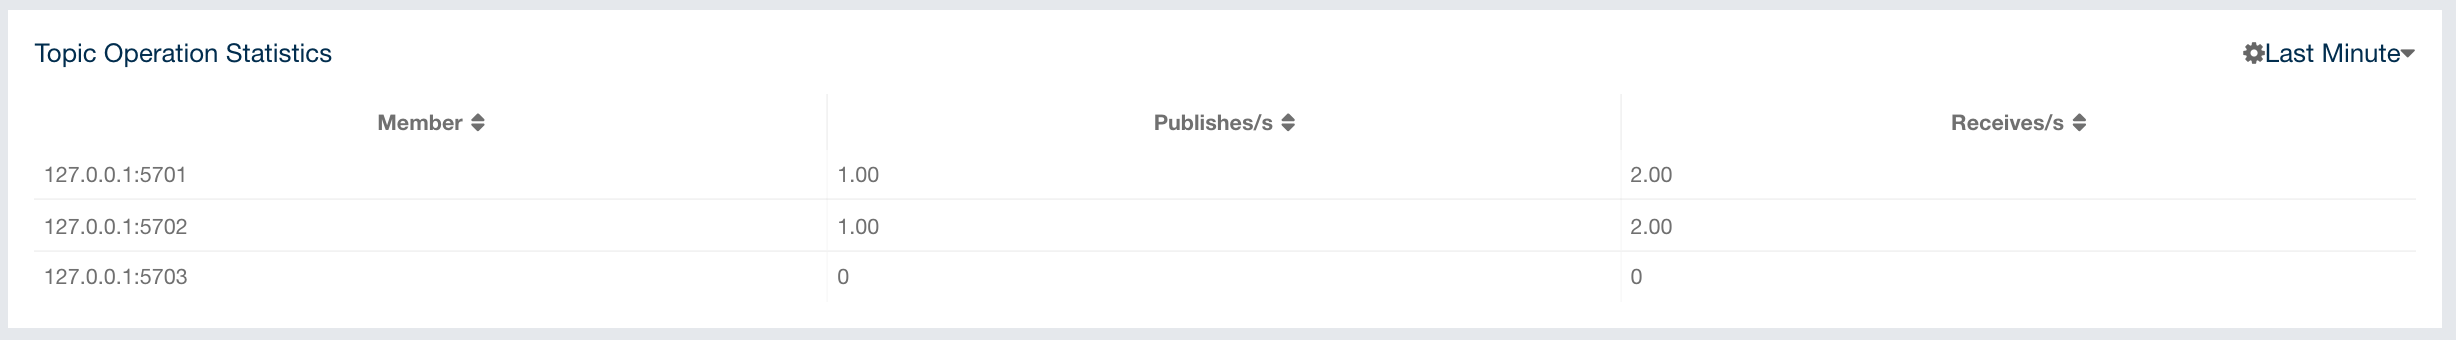 Topic Operation Statistics
Last Minute
Member Publishes/s Receives/s
127.0.0.1:5701 1.00 2.00
127.0.0.1:5702 1.00 2.00
127.0.0.1:5703 0 0